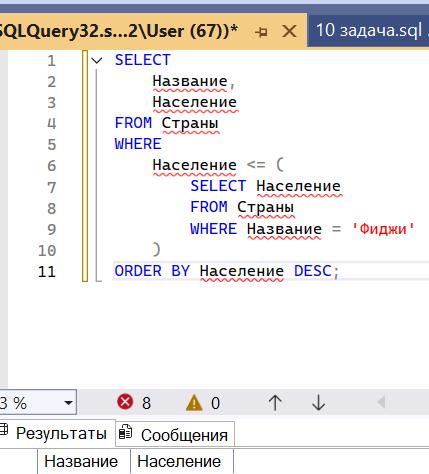 SQLQuery32.s...2\User (67))*
10 задача.sql
1 SELECT
2 Название,
3 Население
4 FROM Страны
5 WHERE
6 Население <= (
7 SELECT Население
8 FROM Страны
9 WHERE Название = 'Фиджи'
10 )
11 ORDER BY Население DESC;
3 %
8
0
Результаты
Сообщения
Название Население